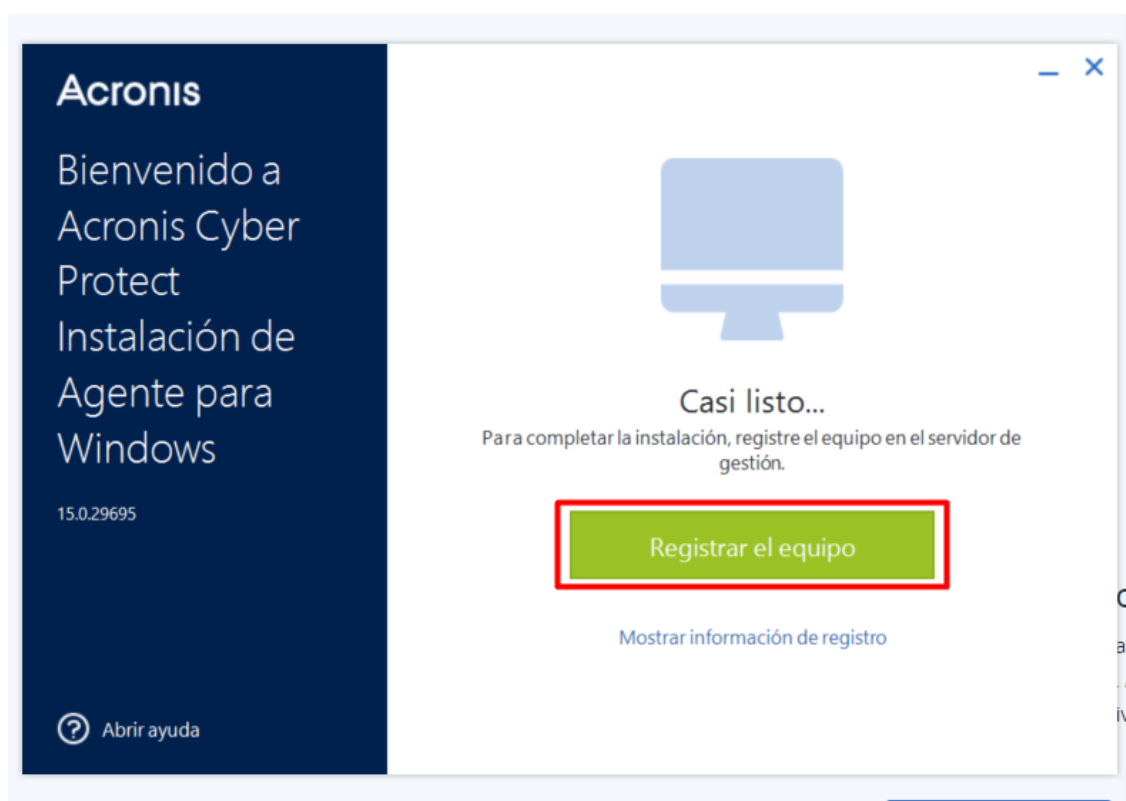 Acronis
Bienvenido a
Acronis Cyber
Protect
Instalación de
Agente para
Windows
15.0.29695
Abrir ayuda
Casi listo...
Para completar la instalación, registre el equipo en el servidor de
gestión.
Registrar el equipo
Mostrar información de registro